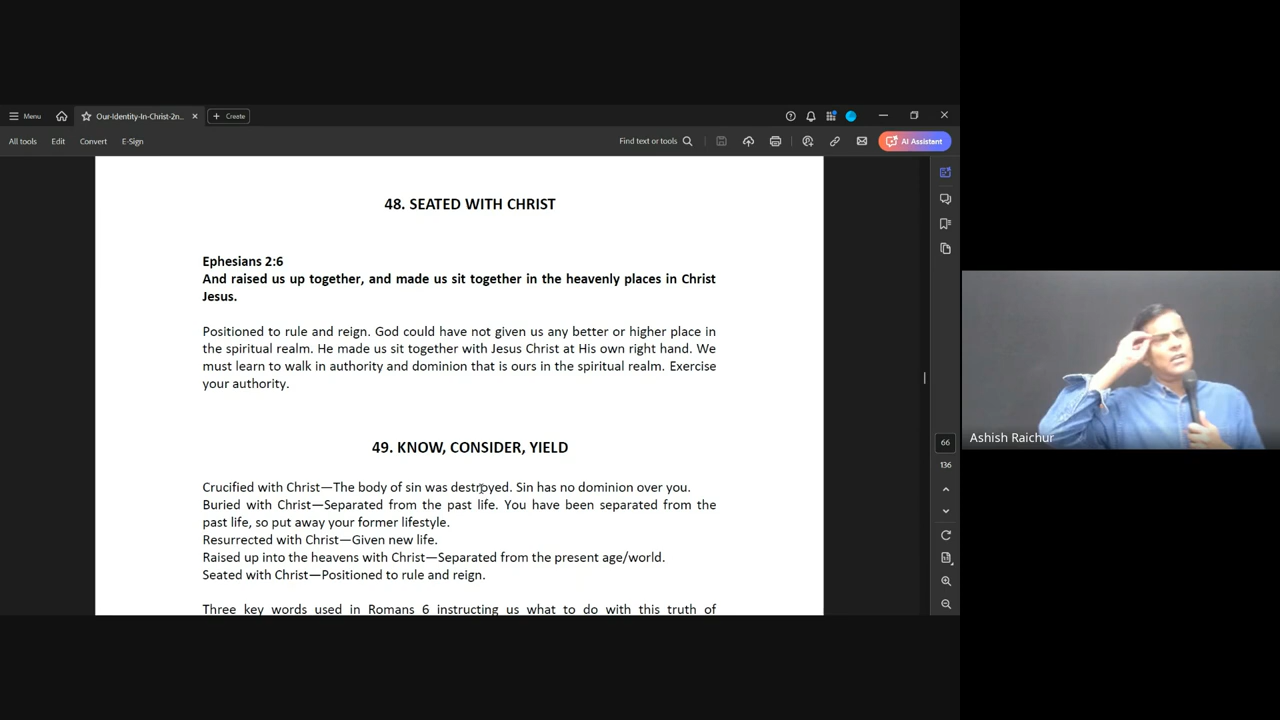 Menu
Our-Identity-In-Christ-2n...
Create
All tools
Edit
Convert
E-Sign
Find text or tools
AI Assistant
48. SEATED WITH CHRIST
Ephesians 2:6
And raised us up together, and made us sit together in the heavenly places in Christ
Jesus.
Positioned to rule and reign. God could have not given us any better or higher place in
the spiritual realm. He made us sit together with Jesus Christ at His own right hand. We
must learn to walk in authority and dominion that is ours in the spiritual realm. Exercise
your authority.
49. KNOW, CONSIDER, YIELD
Crucified with Christ—The body of sin was destroyed. Sin has no dominion over you.
Buried with Christ—Separated from the past life. You have been separated from the
past life, so put away your former lifestyle.
Resurrected with Christ—Given new life.
Raised up into the heavens with Christ—Separated from the present age/world.
Seated with Christ—Positioned to rule and reign.
Three key words used in Romans 6 instructing us what to do with this truth of
66
136
Ashish Raichur